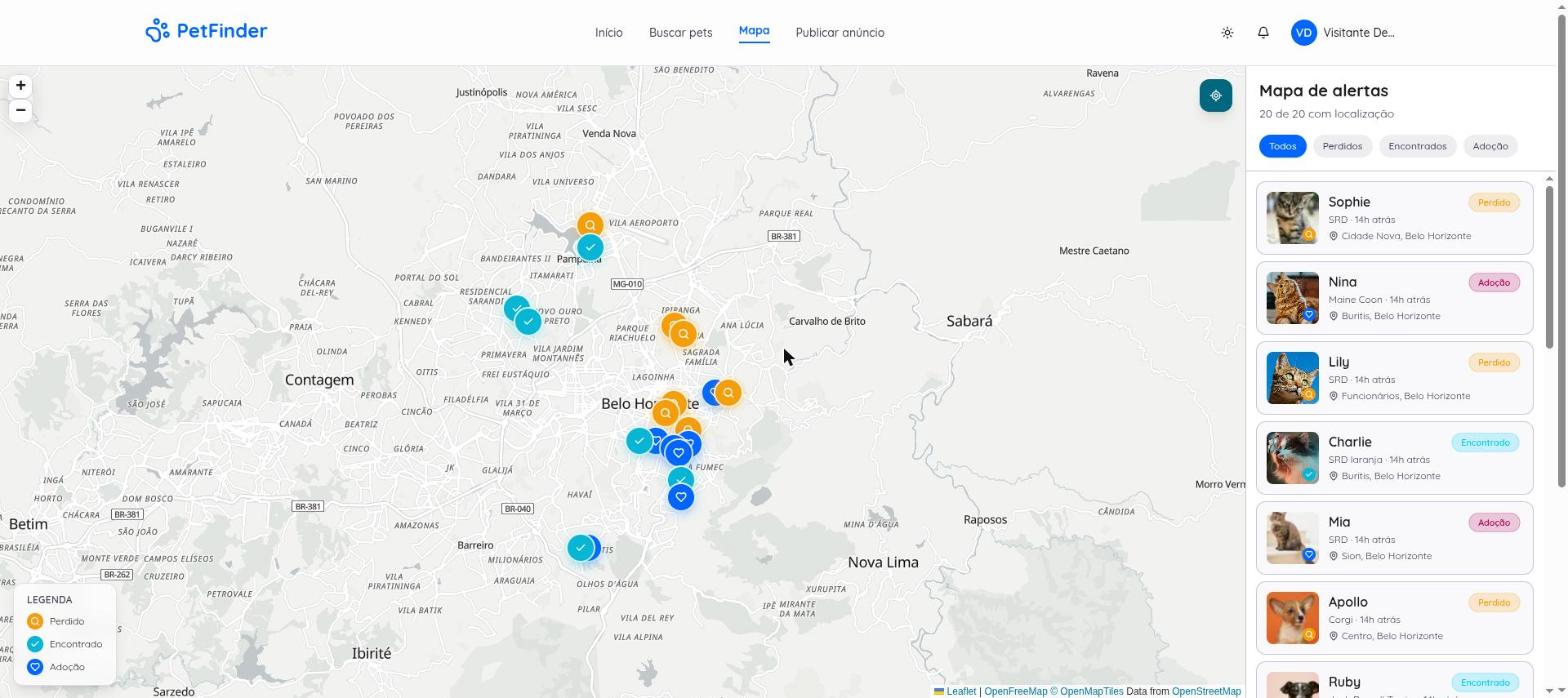 PetFinder
Início
Buscar pets
Mapa
Publicar anúncio
VD
Visitante De...
+
−
SÃO BENEDITO
Ravena
Justinópolis
NOVA AMÉRICA
ALVARENGAS
VILA SESC
POVOADO DOS
PEREIRAS
VILA
PIRATININGA
Venda Nova
VILA IPÊ
AMARELO
VILA DOS ANJOS
ESTALEIRO
DANDARA
VILA UNIVERSO
SAN MARINO
VILA RENASCER
RETIRO
CONDOMÍNIO
RECANTO DA SERRA
PARQUE REAL
VILA AEROPORTO
BUGANVILE I
BR-381
NAZARÉ
DARCY RIBEIRO
ICAIVERA
BANDEIRANTES II
Mestre Caetano
ITAMARATI
PORTAL DO SOL
CHÁCARA
DEL-REY
MG-010
RESIDENCIAL
CABRAL
SERRA DAS
FLORES
TUPÃ
KENNEDY
PRAIA
PARQUE
RIACHUELO
ANA LÚCIA
Carvalho de Brito
Sabará
OLINDA
PRIMAVERA
VILA JARDIM
MONTANHÊS
SAGRADA
FAMÍLIA
OITIS
FREI EUSTÁQUIO
LAGOINHA
Contagem
PEROBAS
SÃO JOSÉ
SAPUCAIA
CINCÃO
FILADÉLFIA
VILA 31 DE
MARÇO
CANADÁ
BEATRIZ
CINCO
GLÓRIA
JK
GLALIJÁ
NITERÓI
AMARANTE
INGÁ
HORTO
DOM BOSCO
HAVAÍ
Morro Verm
BR-381
BR-040
CÂNDIDA
Betim
CHÁCARA
BR-381
SÃO JOÃO
AMAZONAS
MINA D'ÁGUA
Raposos
BRASILÉIA
Barreiro
MILIONÁRIOS
MONTE VERDE
CAMPOS ELÍSEOS
Nova Lima
BR-262
CRUZEIRO
VILA
PIRATININGA
ARAGUAIA
OLHOS D'ÁGUA
XURUPITA
PETROVALE
VILA BATIK
PILAR
IPÊ
MIRANTE
DA MATA
VILA DEL REY
VILA ALPINA
Ibirité
Sarzedo
LEGENDA
Perdido
Encontrado
Adoção
Leaflet | OpenFreeMap © OpenMapTiles Data from OpenStreetMap
Mapa de alertas
20 de 20 com localização
Todos
Perdidos
Encontrados
Adoção
Sophie
Perdido
SRD · 14h atrás
Cidade Nova, Belo Horizonte
Nina
Adoção
Maine Coon · 14h atrás
Buritis, Belo Horizonte
Lily
Perdido
SRD · 14h atrás
Funcionários, Belo Horizonte
Charlie
Encontrado
SRD laranja · 14h atrás
Buritis, Belo Horizonte
Mia
Adoção
SRD · 14h atrás
Sion, Belo Horizonte
Apollo
Perdido
Corgi · 14h atrás
Centro, Belo Horizonte
Ruby
Encontrado